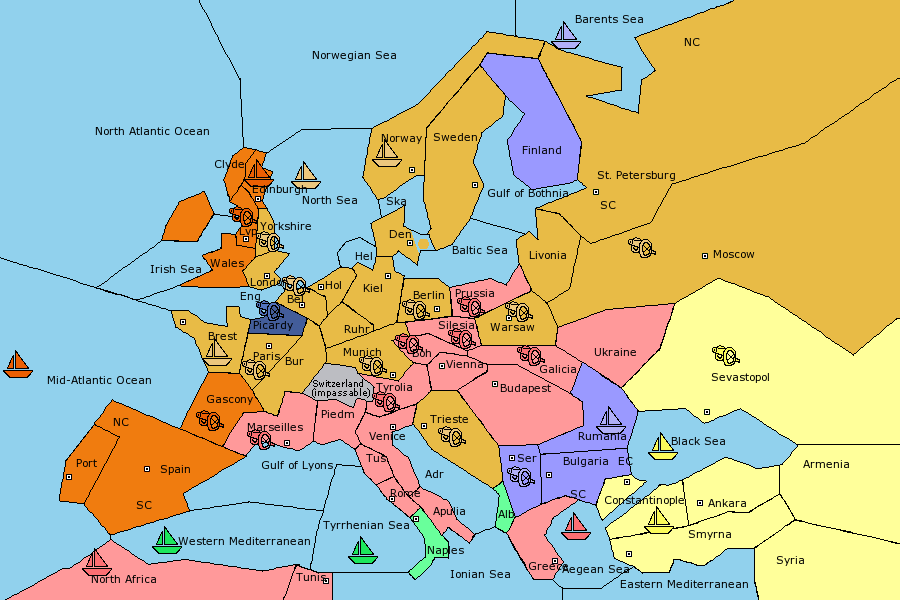 Barents Sea
NC
Norwegian Sea
North Atlantic Ocean
Norway
Sweden
Finland
Clyde
Edinburgh
St. Petersburg
Gulf of Bothnia
North Sea
Ska
SC
Yorkshire
Lvp
Den
Baltic Sea
Moscow
Hel
Livonia
Irish Sea
Wales
London
Hol
Kiel
Eng
Bel
Berlin
Prussia
Picardy
Silesia
Warsaw
Ruhr
Brest
Paris
Munich
Boh
Ukraine
Bur
Vienna
Galicia
Mid-Atlantic Ocean
Switzerland
(impassable)
Tyrolia
Budapest
Sevastopol
Gascony
Piedm
NC
Marseilles
Trieste
Venice
Rumania
Black Sea
Port
Spain
Gulf of Lyons
Tus
Ser
Bulgaria
EC
Armenia
Adr
SC
Rome
Constantinople
Ankara
SC
Apulia
Alb
Tyrrhenian Sea
Smyrna
Western Mediterranean
Naples
Syria
North Africa
Tunis
Ionian Sea
Greece
Aegean Sea
Eastern Mediterranean